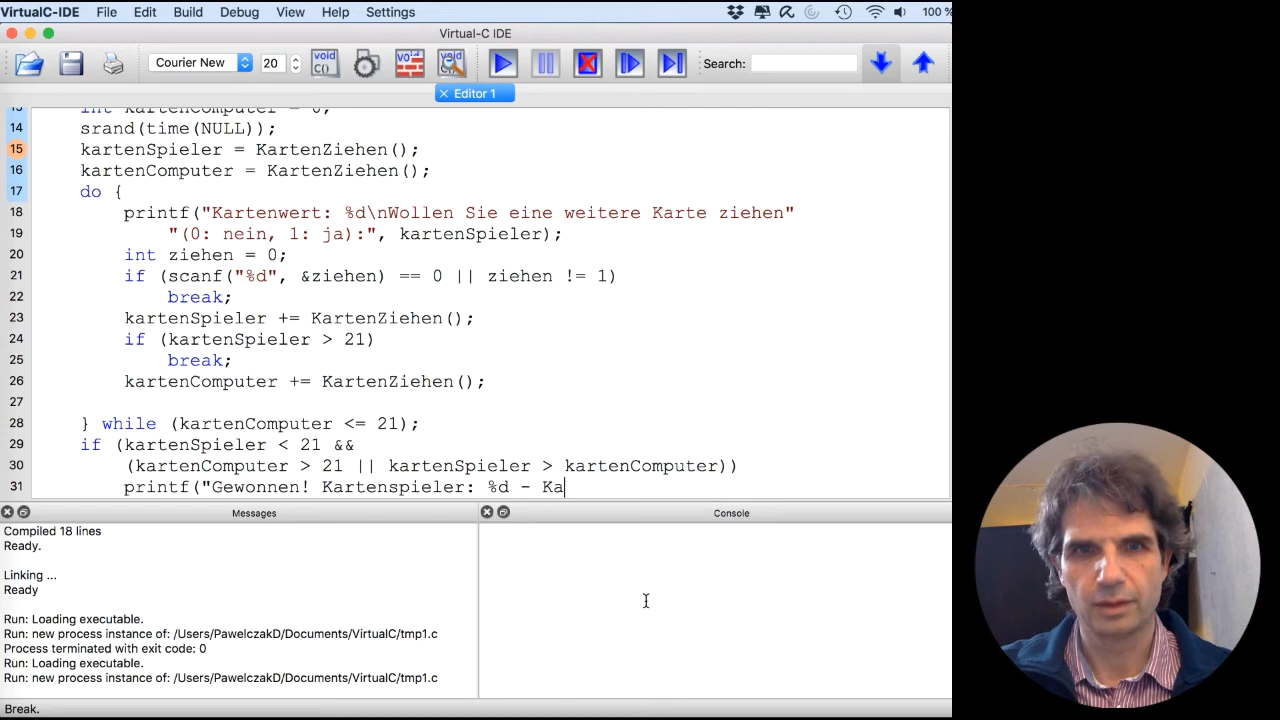 VirtualC-IDE File Edit Build Debug View Help Settings 100 %
Virtual-C IDE
Courier New 20 void C() Search:
Editor 1
14 srand(time(NULL));
15 kartenSpieler = KartenZiehen();
16 kartenComputer = KartenZiehen();
17 do {
18 printf("Kartenwert: %d\nWollen Sie eine weitere Karte ziehen"
19 "(0: nein, 1: ja):", kartenSpieler);
20 int ziehen = 0;
21 if (scanf("%d", &ziehen) == 0 || ziehen != 1)
22 break;
23 kartenSpieler += KartenZiehen();
24 if (kartenSpieler > 21)
25 break;
26 kartenComputer += KartenZiehen();
27
28 } while (kartenComputer <= 21);
29 if (kartenSpieler < 21 &&
30 (kartenComputer > 21 || kartenSpieler > kartenComputer))
31 printf("Gewonnen! Kartenspieler: %d - Ka
Messages
Compiled 18 lines
Ready.
Linking ...
Ready
Run: Loading executable.
Run: new process instance of: /Users/PawelczakD/Documents/VirtualC/tmp1.c
Process terminated with exit code: 0
Run: Loading executable.
Run: new process instance of: /Users/PawelczakD/Documents/VirtualC/tmp1.c
Console
Break.